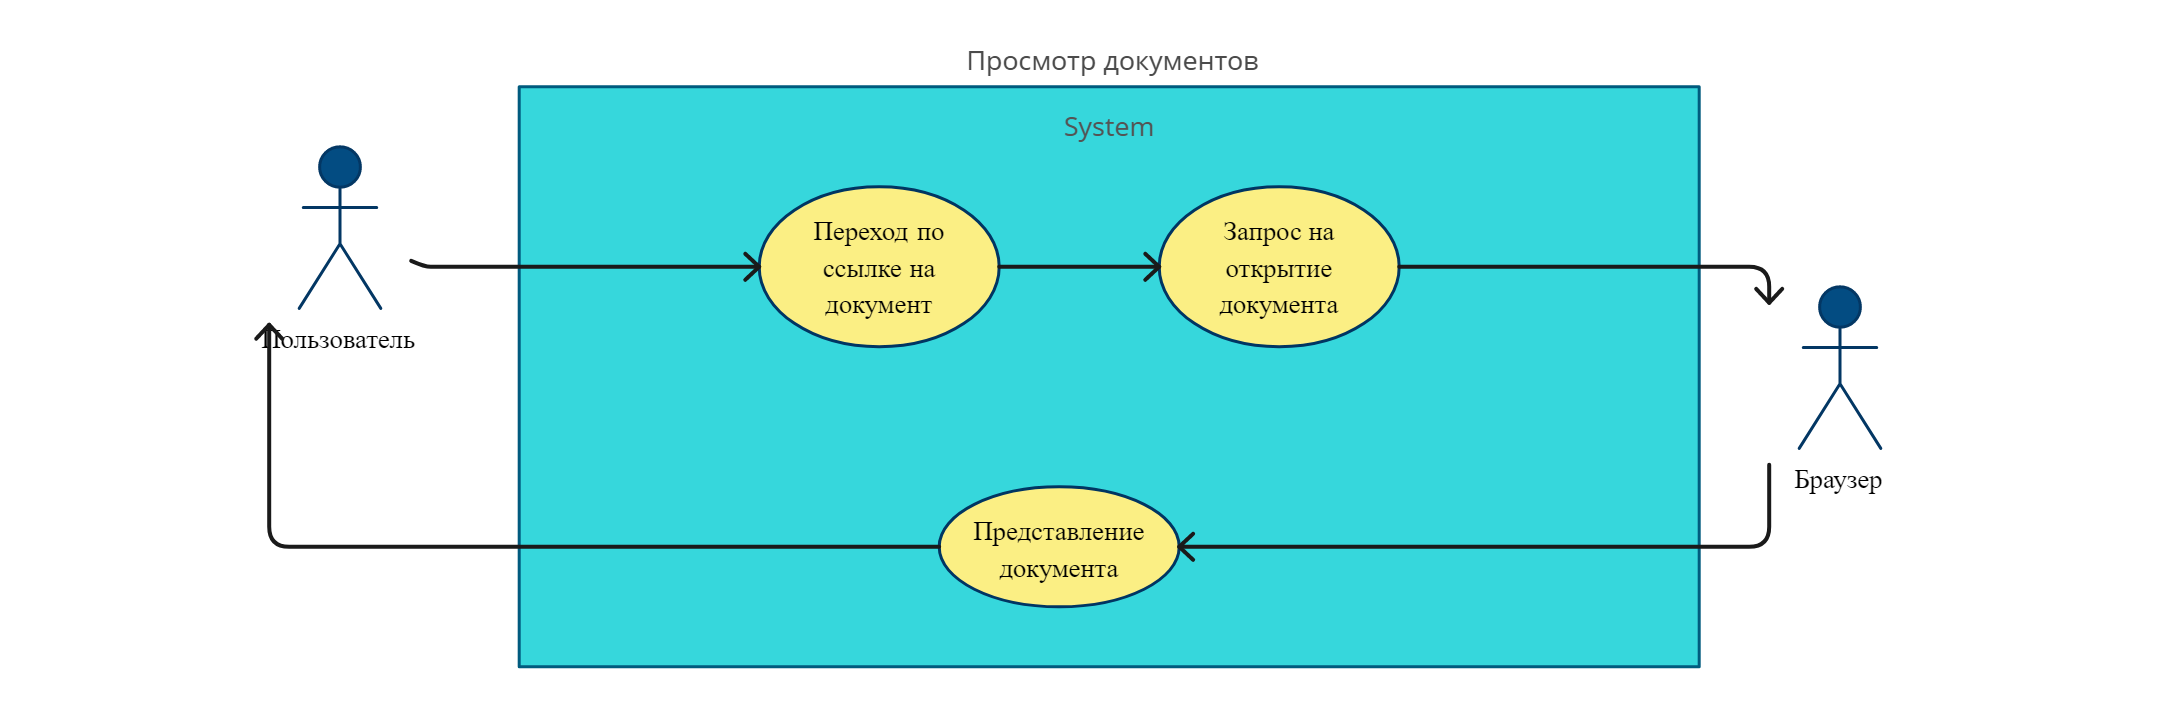 Просмотр документов
System
Переход по
ссылке на
документ
Запрос на
открытие
документа
Пользователь
Браузер
Представление
документа